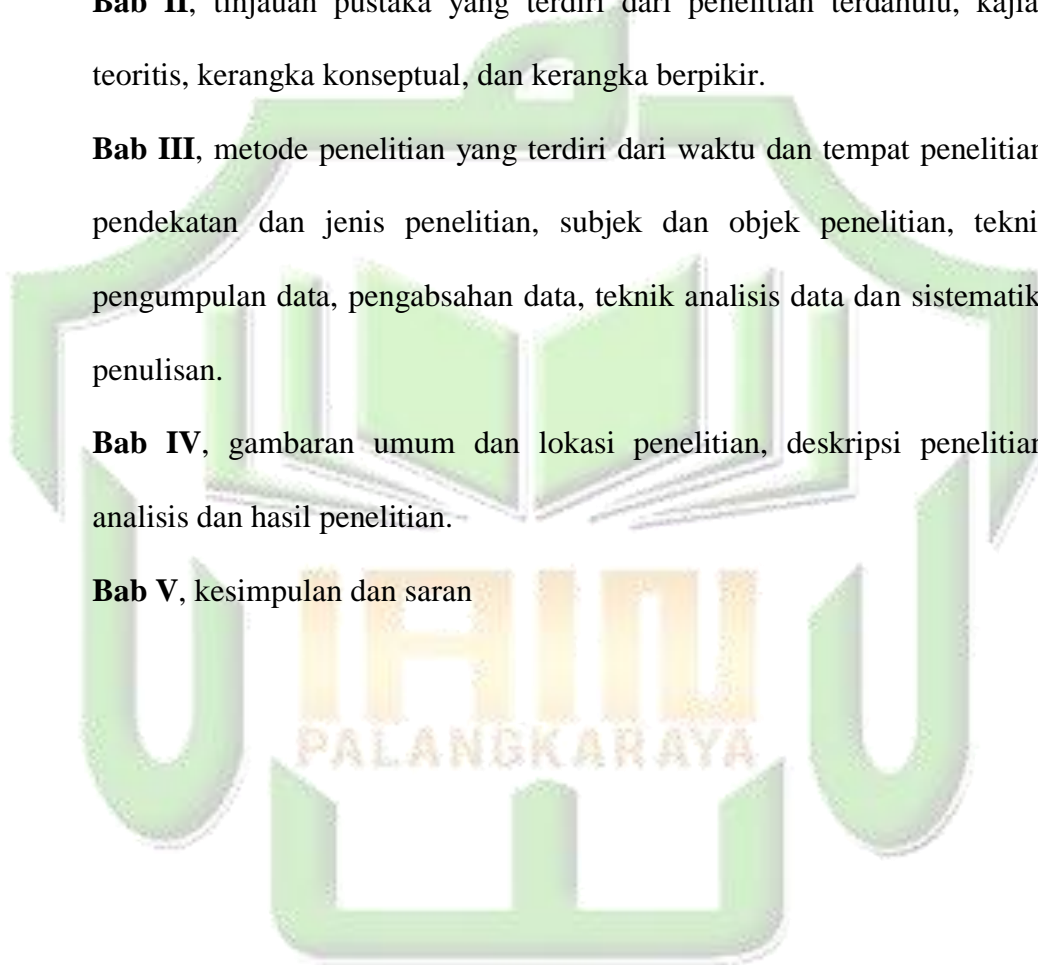 Bab II, tinjauan pustaka yang terdiri dari penelitian terdahulu, kajia
teoritis, kerangka konseptual, dan kerangka berpikir.
Bab III, metode penelitian yang terdiri dari waktu dan tempat penelitian
pendekatan dan jenis penelitian, subjek dan objek penelitian, tekni
pengumpulan data, pengabsahan data, teknik analisis data dan sistematik
penulisan.
Bab IV, gambaran umum dan lokasi penelitian, deskripsi penelitian
analisis dan hasil penelitian.
Bab V, kesimpulan dan saran
IAIN
PALANGKARAYA